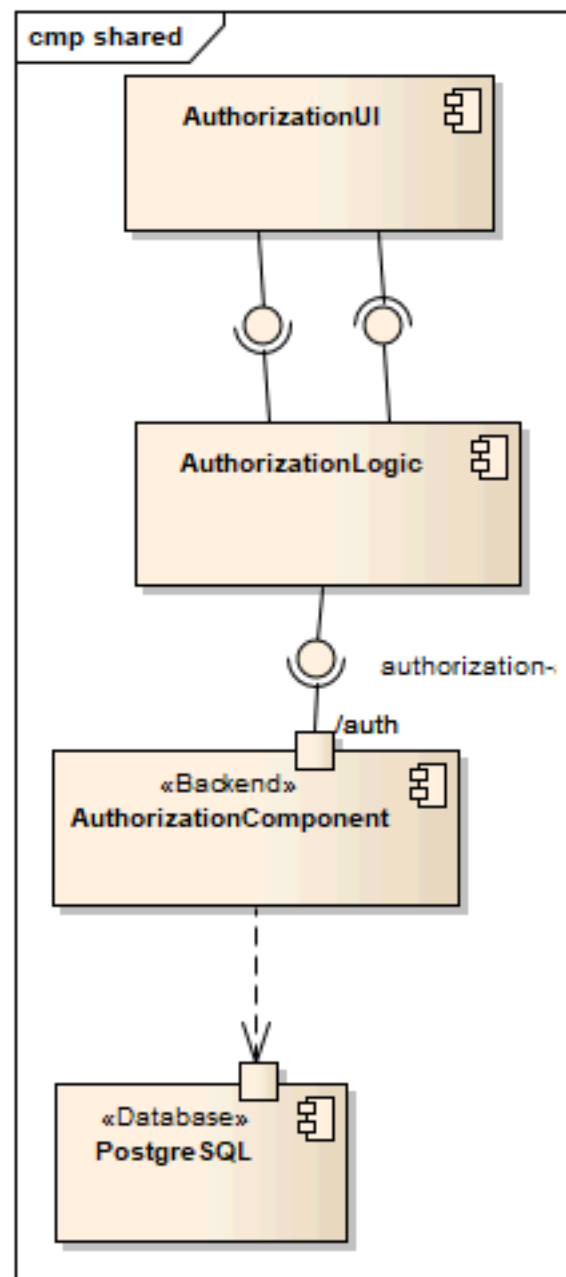 cmp shared
AuthorizationUI
AuthorizationLogic
authorization-
/auth
«Backend»
AuthorizationComponent
«Database»
PostgreSQL